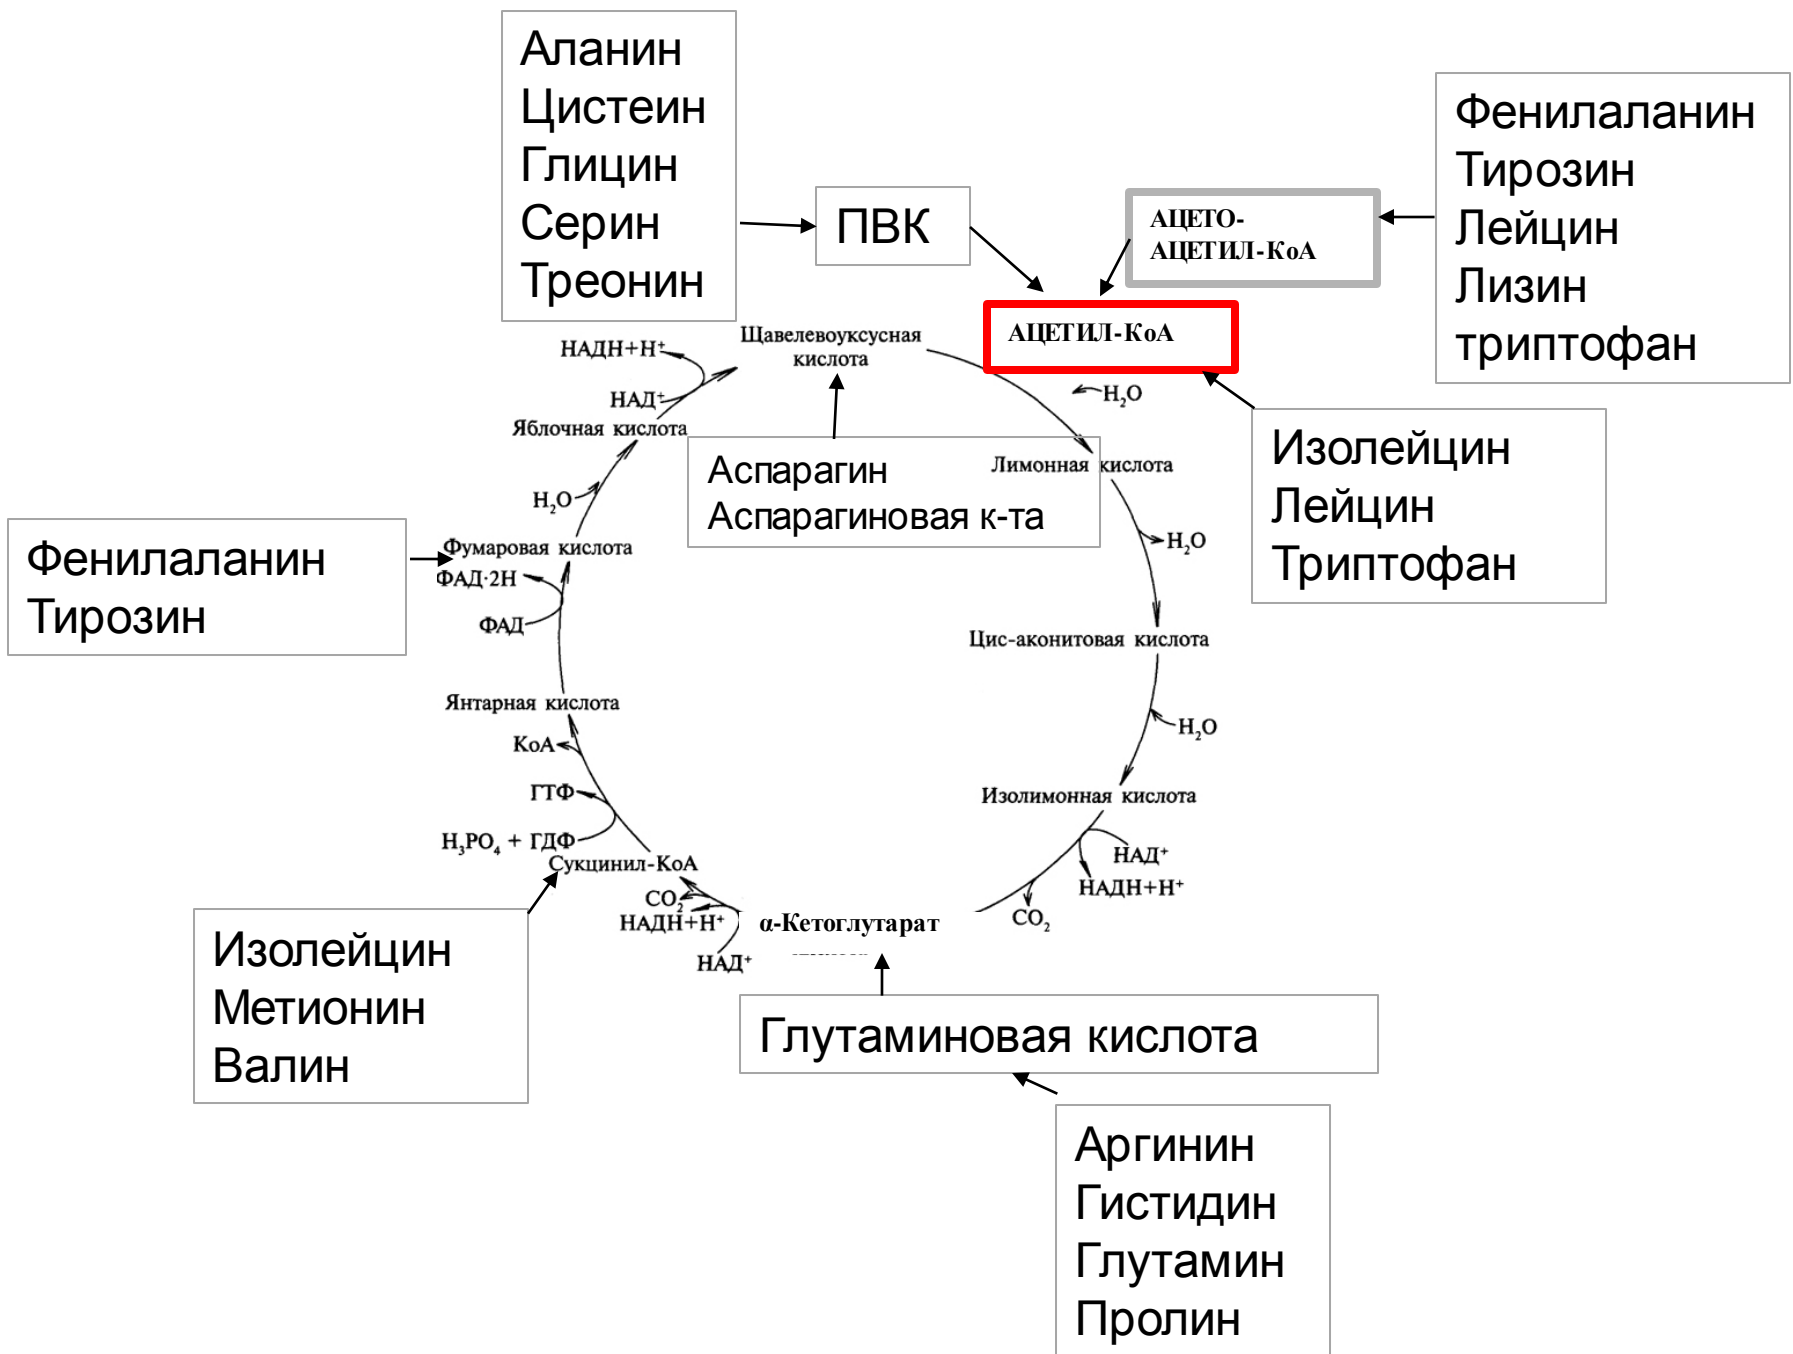 Аланин
Цистеин
Глицин
Серин
Треонин
ПВК
АЦЕТО-
АЦЕТИЛ-КоА
Фенилаланин
Тирозин
Лейцин
Лизин
триптофан
АЦЕТИЛ-КоА
Щавелевоуксусная
кислота
НАДН+Н⁺
НАД⁺
Яблочная кислота
H₂O
H₂O
Аспарагин
Аспарагиновая к-та
Лимонная кислота
Изолейцин
Лейцин
Триптофан
H₂O
Фенилаланин
Тирозин
Фумаровая кислота
ФАД·2Н
ФАД
Цис-аконитовая кислота
Янтарная кислота
H₂O
КоА
ГТФ
H₃PO₄ + ГДФ
Изолимонная кислота
НАД⁺
НАДН+Н⁺
CO₂
Сукцинил-КоА
CO₂
НАДН+Н⁺
НАД⁺
α-Кетоглутарат
Изолейцин
Метионин
Валин
Глутаминовая кислота
Аргинин
Гистидин
Глутамин
Пролин